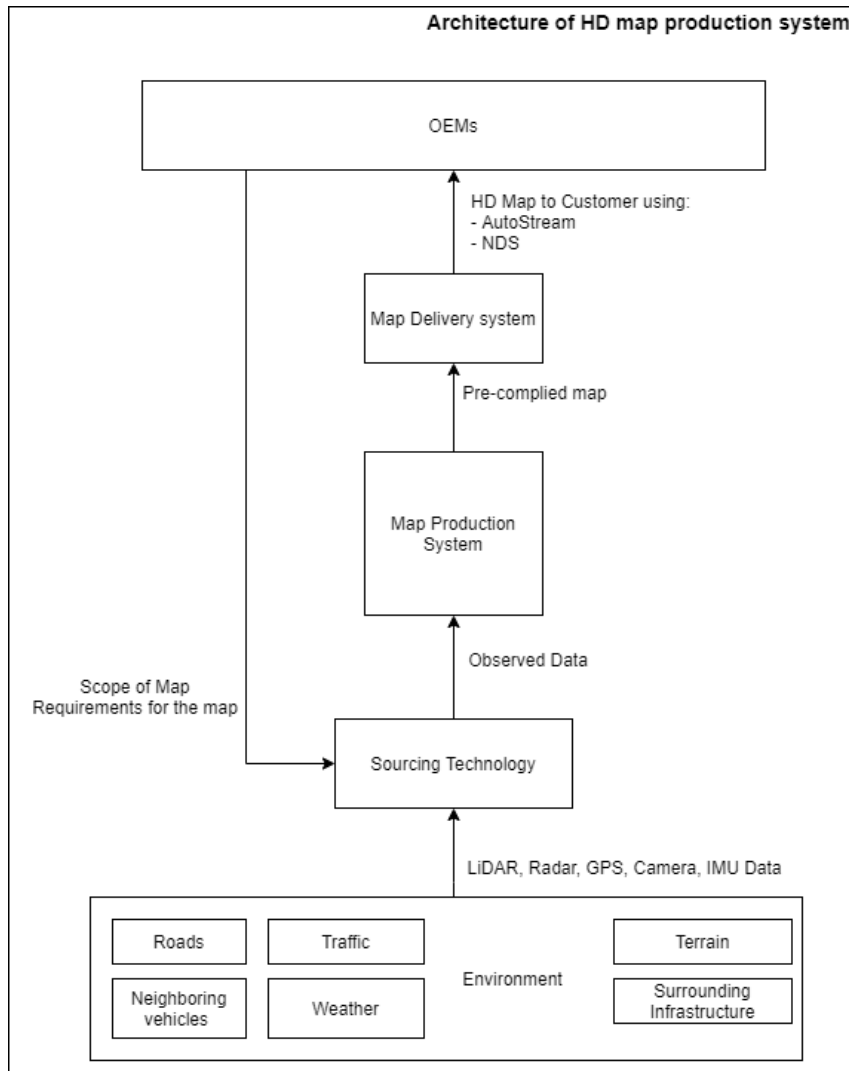 Architecture of HD map production system
OEMs
HD Map to Customer using:
- AutoStream
- NDS
Map Delivery system
Pre-complied map
Map Production
System
Observed Data
Scope of Map
Requirements for the map
Sourcing Technology
LiDAR, Radar, GPS, Camera, IMU Data
Roads
Traffic
Terrain
Environment
Neighboring
vehicles
Weather
Surrounding
Infrastructure